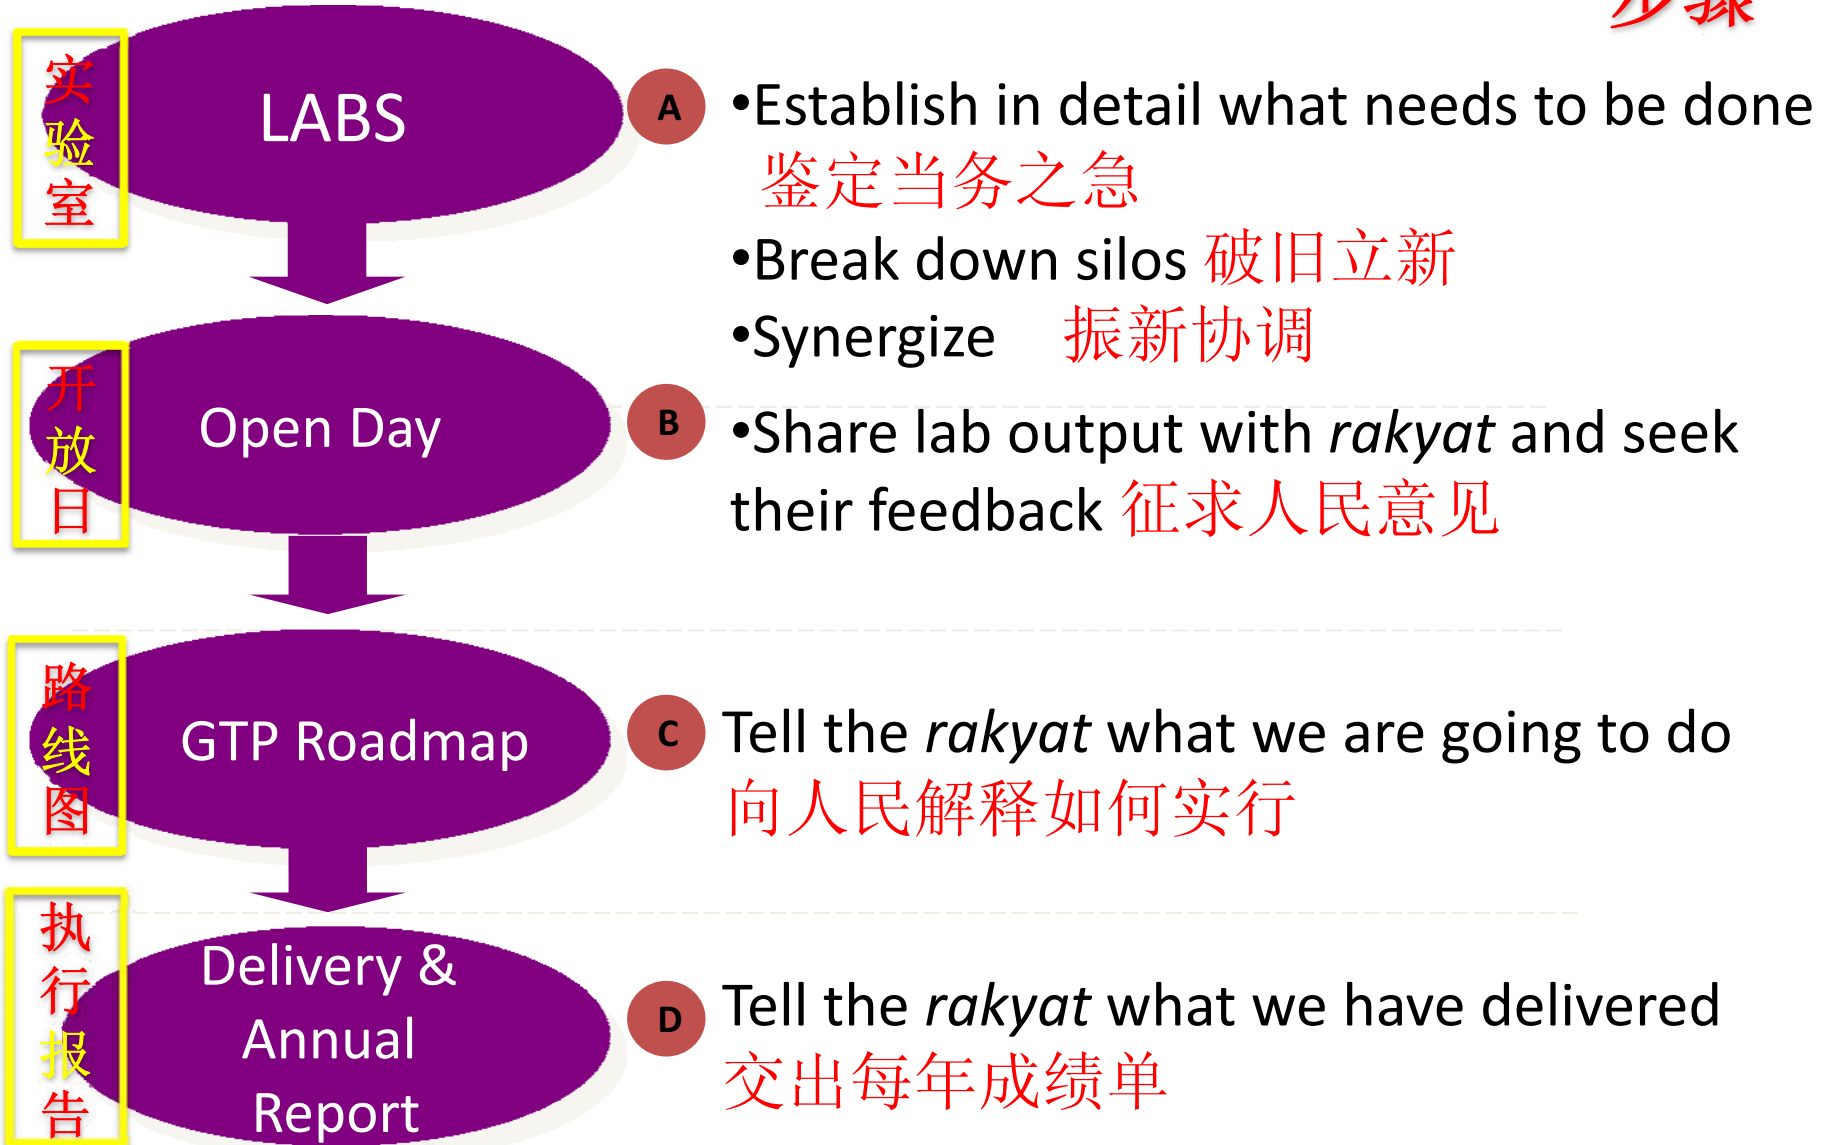 步骤
实
验
室
LABS
A
•Establish in detail what needs to be done
鉴定当务之急
•Break down silos 破旧立新
•Synergize 振新协调
开
放
日
Open Day
B
•Share lab output with rakyat and seek
their feedback 征求人民意见
路
线
图
GTP Roadmap
C
Tell the rakyat what we are going to do
向人民解释如何实行
执
行
报
告
Delivery &
Annual
Report
D
Tell the rakyat what we have delivered
交出每年成绩单